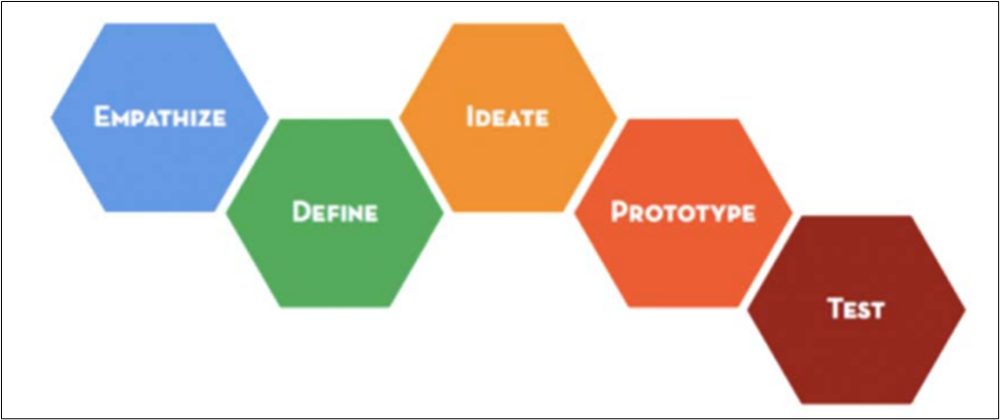 EMPATHIZE
DEFINE
IDEATE
PROTOTYPE
TEST